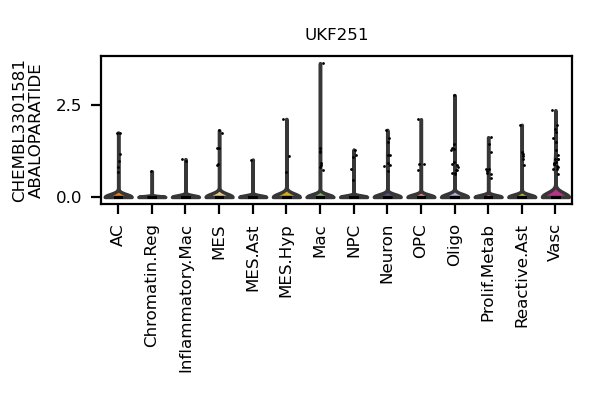 UKF251
CHEMBL3301581
ABALOPARATIDE
2.5
0.0
AC
Chromatin.Reg
Inflammatory.Mac
MES
MES.Ast
MES.Hyp
Mac
NPC
Neuron
OPC
Oligo
Prolif.Metab
Reactive.Ast
Vasc